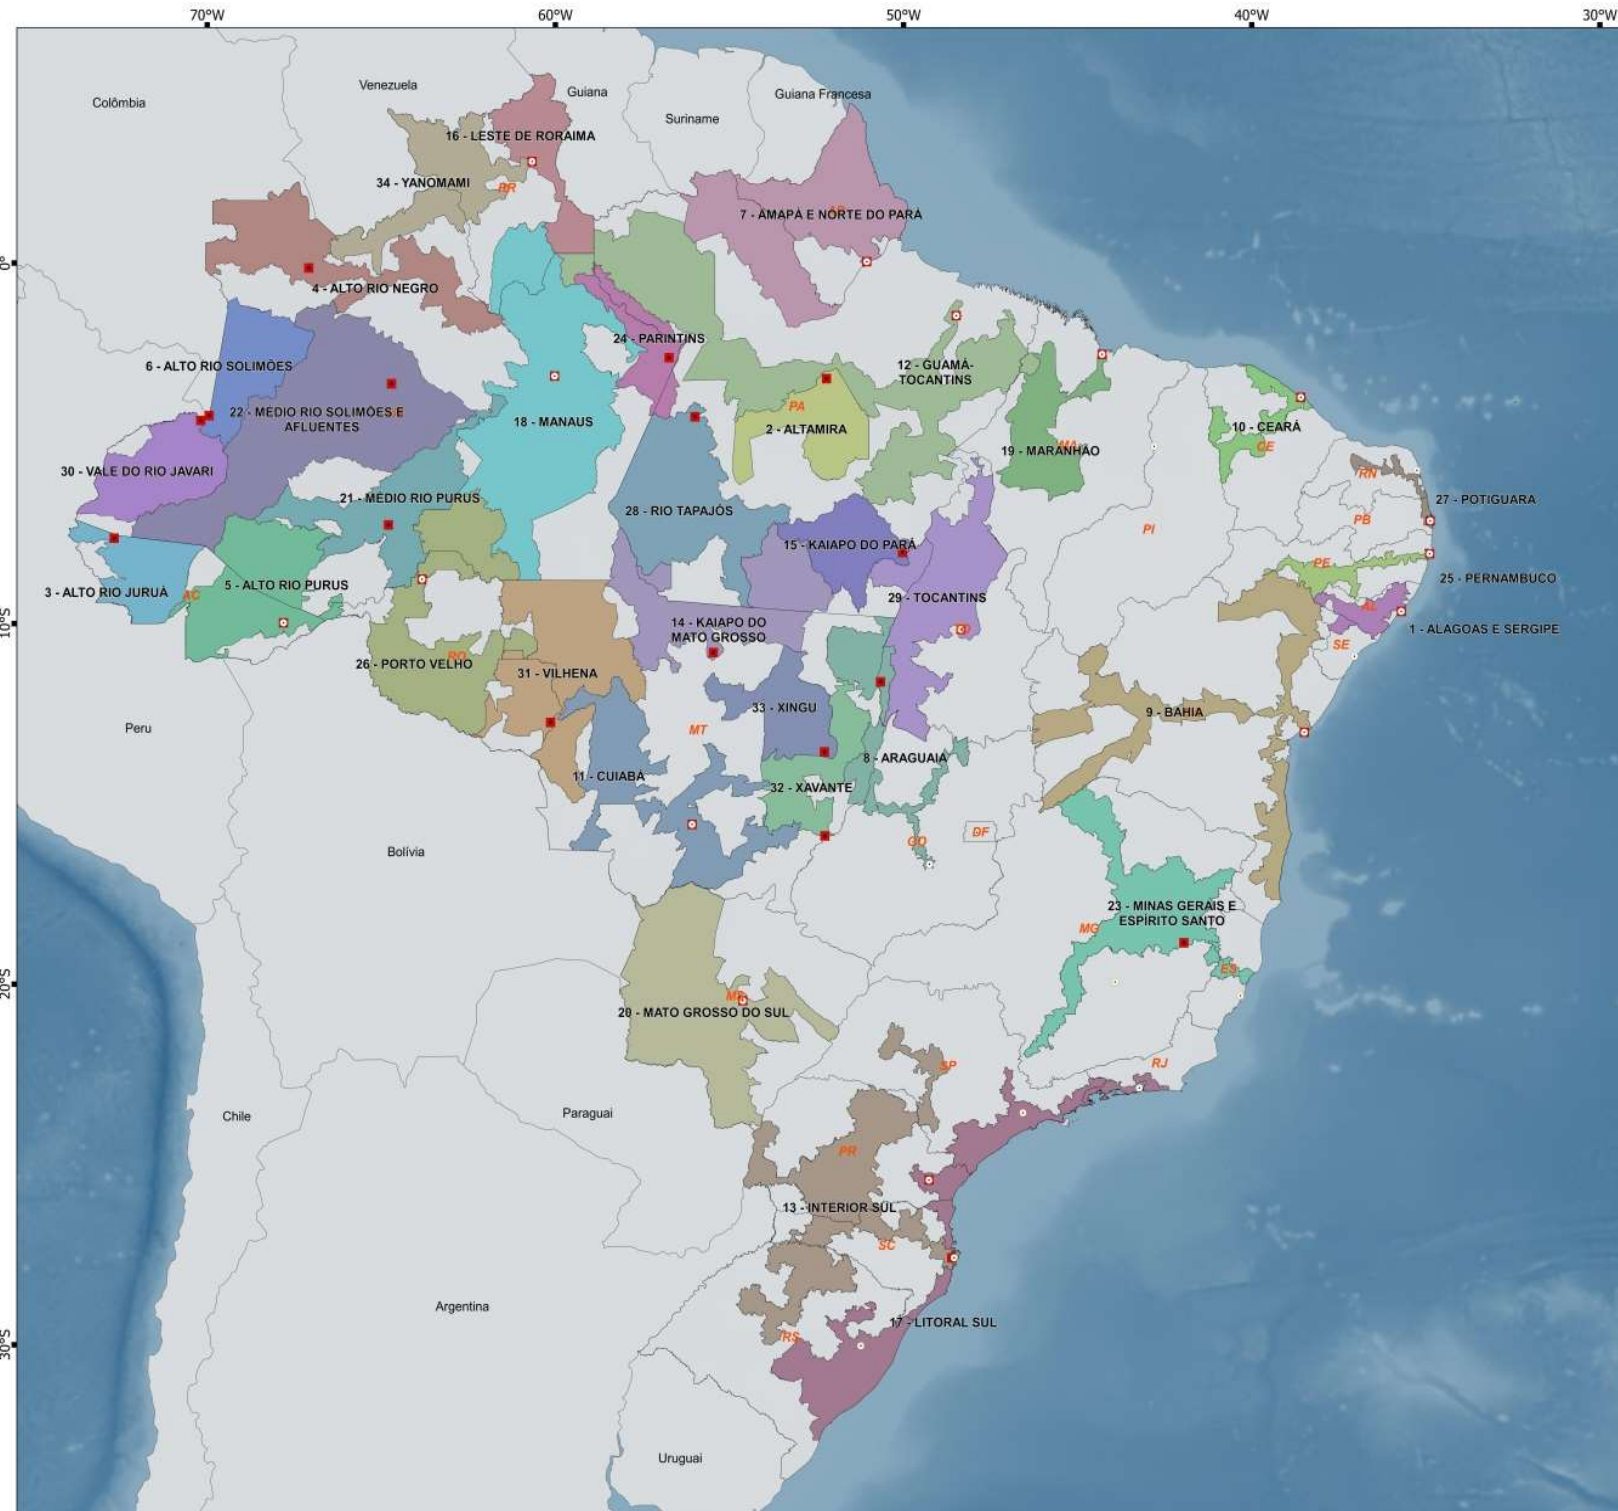 70°W 60°W 50°W 40°W 30°W
Venezuela
Guiana
Guiana Francesa
Colômbia
Suriname
16 - LESTE DE RORAIMA
34 - YANOMAMI
RR
7 - AMAPÁ E NORTE DO PARÁ
AP
0°
4 - ALTO RIO NEGRO
24 - PARINTINS
6 - ALTO RIO SOLIMÕES
12 - GUAMÁ-
TOCANTINS
PA
22 - MÉDIO RIO SOLIMÕES E
AFLUENTES
18 - MANAUS
2 - ALTAMIRA
10 - CEARÁ
CE
MA
19 - MARANHÃO
30 - VALE DO RIO JAVARI
RN
21 - MÉDIO RIO PURUS
27 - POTIGUARA
28 - RIO TAPAJÓS
PB
PI
15 - KAIAPO DO PARÁ
PE
25 - PERNAMBUCO
5 - ALTO RIO PURUS
3 - ALTO RIO JURUÁ
AC
29 - TOCANTINS
AL
10°S
14 - KAIAPO DO
MATO GROSSO
TO
1 - ALAGOAS E SERGIPE
SE
RO
26 - PORTO VELHO
31 - VILHENA
33 - XINGU
9 - BAHIA
Peru
MT
8 - ARAGUAIA
11 - CUIABÁ
32 - XAVANTE
DF
GO
Bolívia
23 - MINAS GERAIS E
ESPÍRITO SANTO
MG
ES
20°S
MS
20 - MATO GROSSO DO SUL
SP
RJ
Chile
Paraguai
PR
13 - INTERIOR SUL
SC
Argentina
17 - LITORAL SUL
RS
30°S
Uruguai